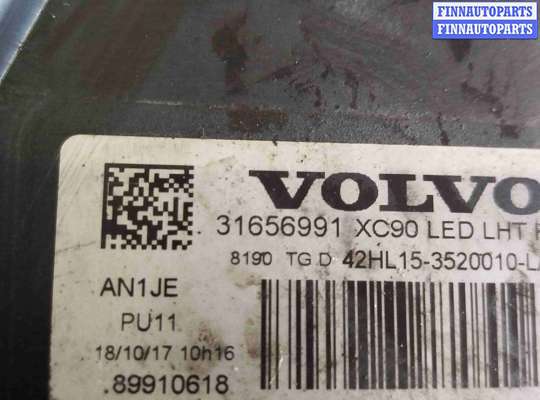 FINNAUTOPARTS
FINNAUTOPARTS
VOLVO
31656991 XC90 LED LHT
8190 TG D 42HL15-3520010-L
AN1JE
PU11
18/10/17 10h16
.89910618